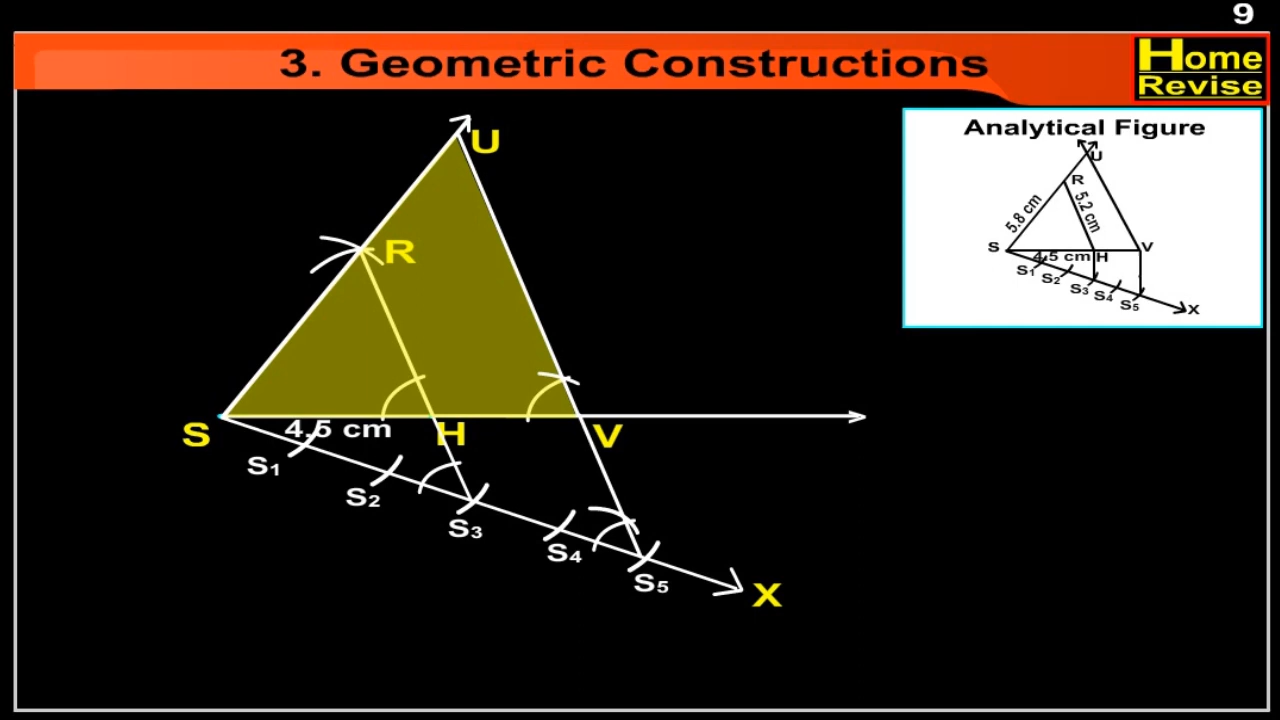 9
3. Geometric Constructions
Home
Revise
Analytical Figure
U
R
5.8 cm
5.2 cm
S
V
4.5 cm
H
S1
S2
S3
S4
S5
X
U
R
S
4.5 cm
H
V
S1
S2
S3
S4
S5
X